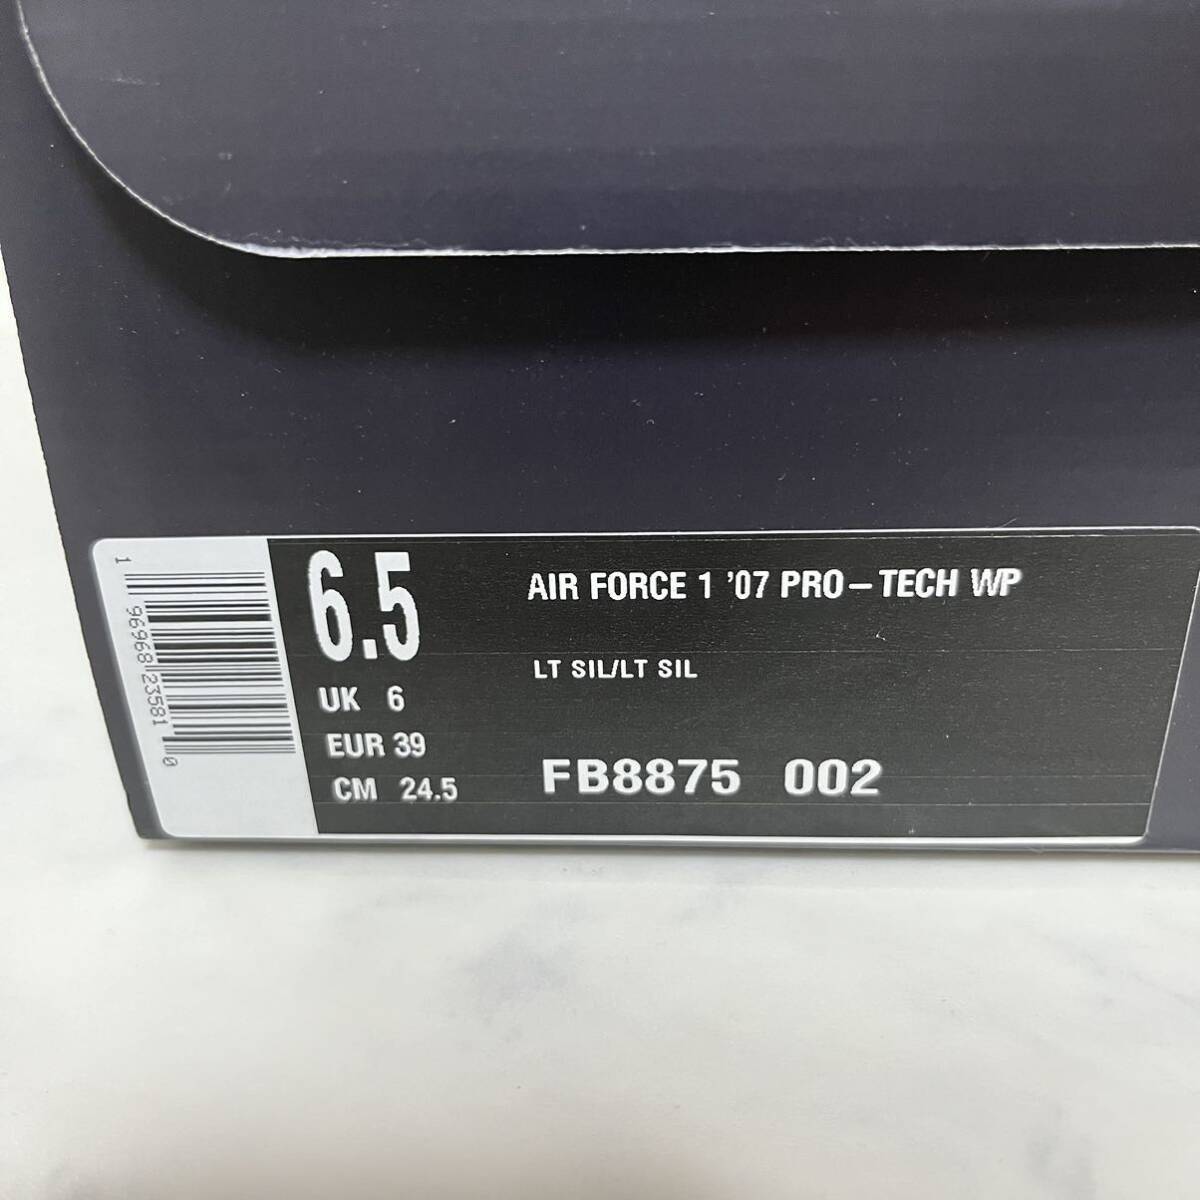 1 96968 23581 0
6.5
UK 6
EUR 39
CM 24.5
AIR FORCE 1 '07 PRO-TECH WP
LT SIL/LT SIL
FB8875 002